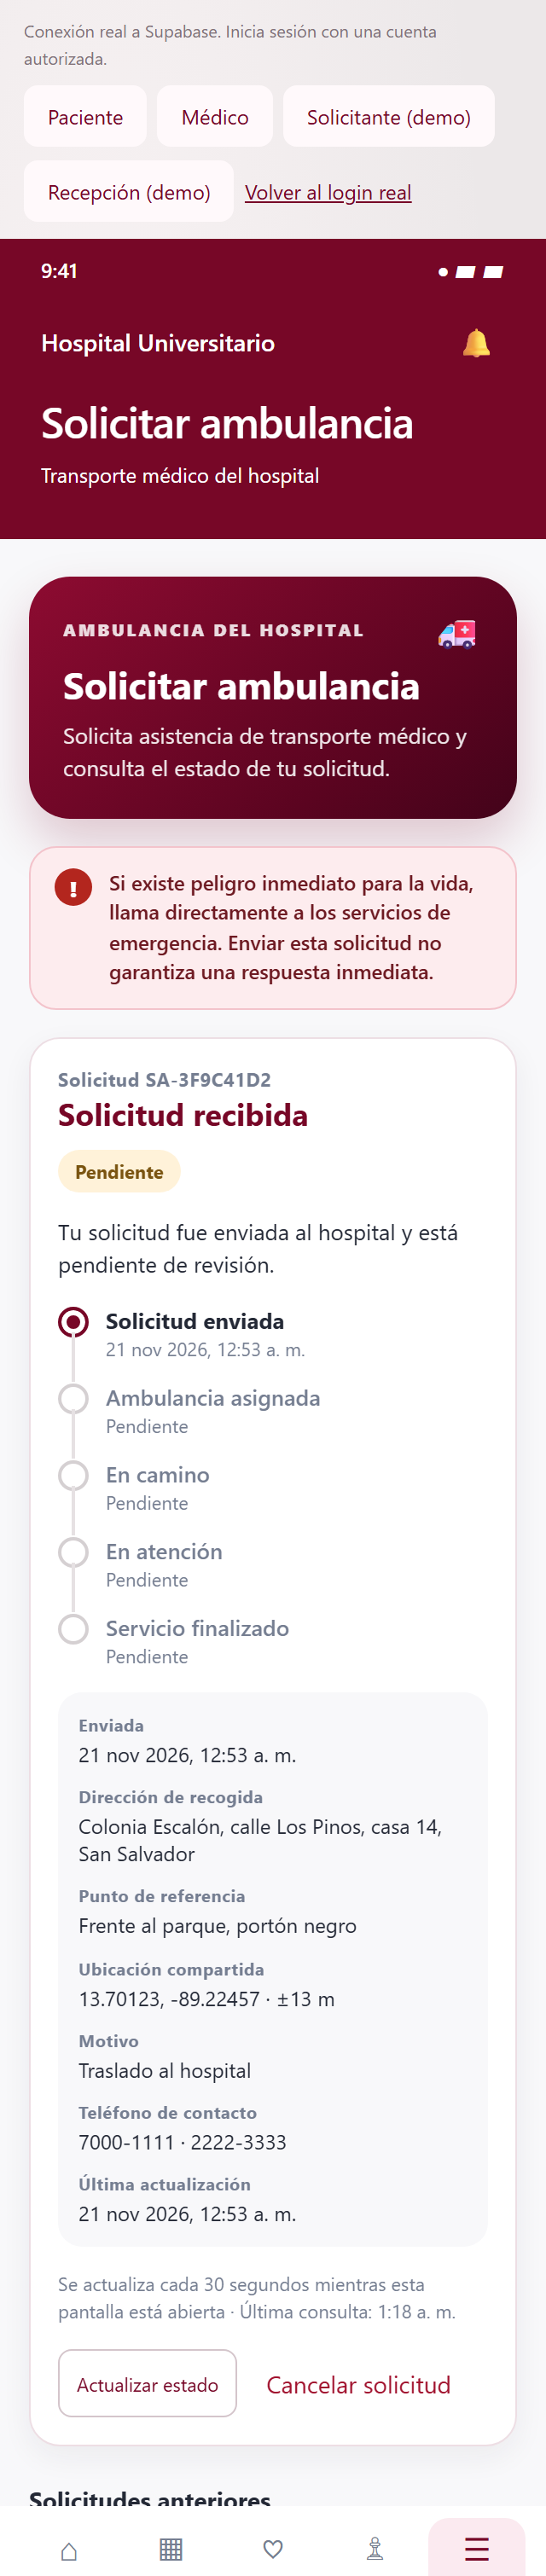 Conexión real a Supabase. Inicia sesión con una cuenta
autorizada.
Paciente
Médico
Solicitante (demo)
Recepción (demo)
Volver al login real
9:41
Hospital Universitario
Solicitar ambulancia
Transporte médico del hospital
AMBULANCIA DEL HOSPITAL
Solicitar ambulancia
Solicita asistencia de transporte médico y
consulta el estado de tu solicitud.
!
Si existe peligro inmediato para la vida,
llama directamente a los servicios de
emergencia. Enviar esta solicitud no
garantiza una respuesta inmediata.
Solicitud SA-3F9C41D2
Solicitud recibida
Pendiente
Tu solicitud fue enviada al hospital y está
pendiente de revisión.
Solicitud enviada
21 nov 2026, 12:53 a. m.
Ambulancia asignada
Pendiente
En camino
Pendiente
En atención
Pendiente
Servicio finalizado
Pendiente
Enviada
21 nov 2026, 12:53 a. m.
Dirección de recogida
Colonia Escalón, calle Los Pinos, casa 14,
San Salvador
Punto de referencia
Frente al parque, portón negro
Ubicación compartida
13.70123, -89.22457 · ±13 m
Motivo
Traslado al hospital
Teléfono de contacto
7000-1111 · 2222-3333
Última actualización
21 nov 2026, 12:53 a. m.
Se actualiza cada 30 segundos mientras esta
pantalla está abierta · Última consulta: 1:18 a. m.
Actualizar estado
Cancelar solicitud
Solicitudes anteriores